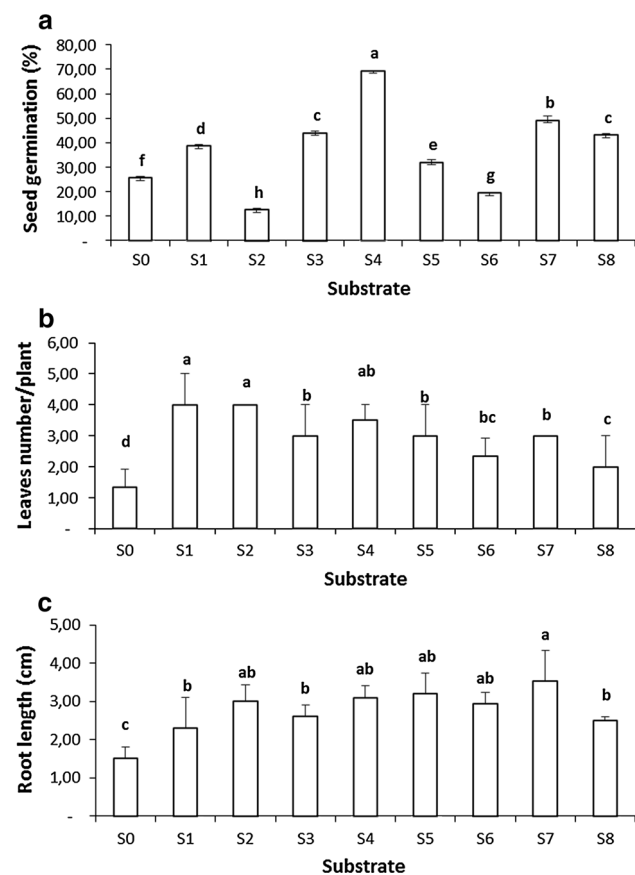 a
Seed germination (%)
80,00
70,00
60,00
50,00
40,00
30,00
20,00
10,00
-
f
d
h
c
a
e
g
b
c
S0 S1 S2 S3 S4 S5 S6 S7 S8
Substrate
b
Leaves number/plant
6,00
5,00
4,00
3,00
2,00
1,00
-
d
a
a
b
ab
b
bc
b
c
S0 S1 S2 S3 S4 S5 S6 S7 S8
Substrate
c
Root length (cm)
5,00
4,00
3,00
2,00
1,00
-
c
b
ab
b
ab
ab
ab
a
b
S0 S1 S2 S3 S4 S5 S6 S7 S8
Substrate